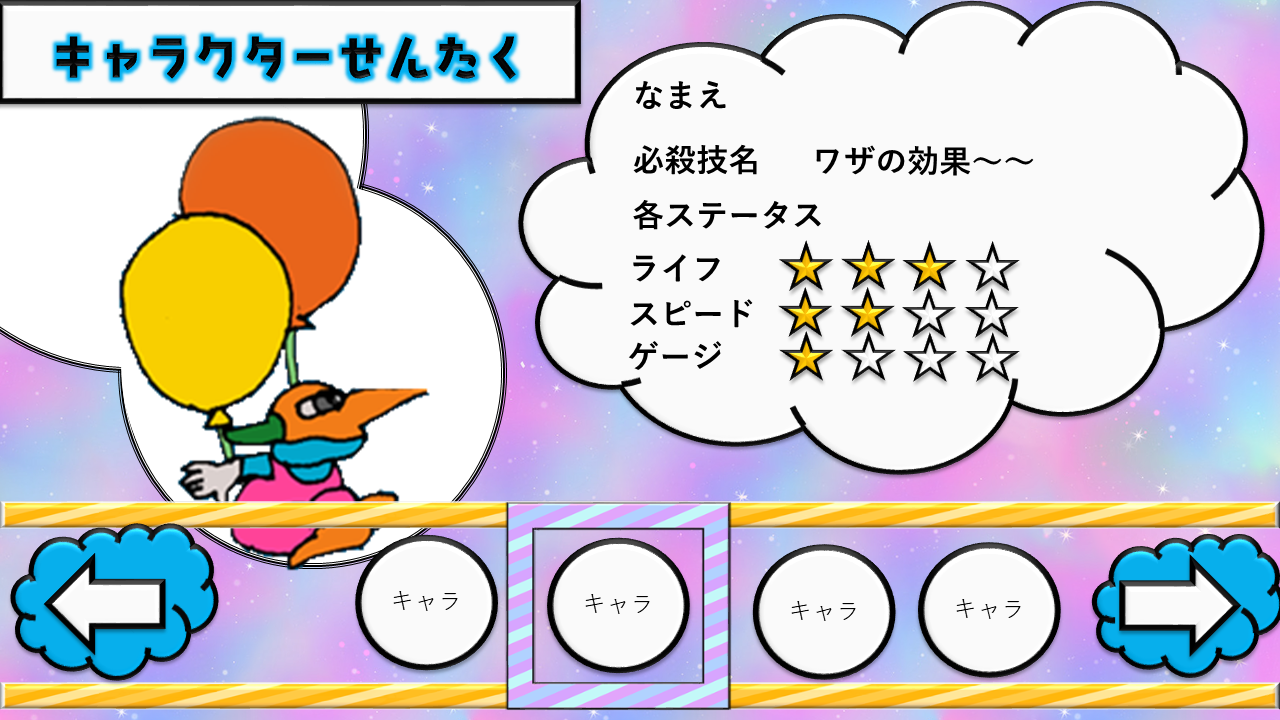 キャラクターせんたく
なまえ
必殺技名 ワザの効果～～
各ステータス
ライフ ★★★☆
スピード ★★☆☆
ゲージ ★☆☆☆
キャラ
キャラ
キャラ
キャラ